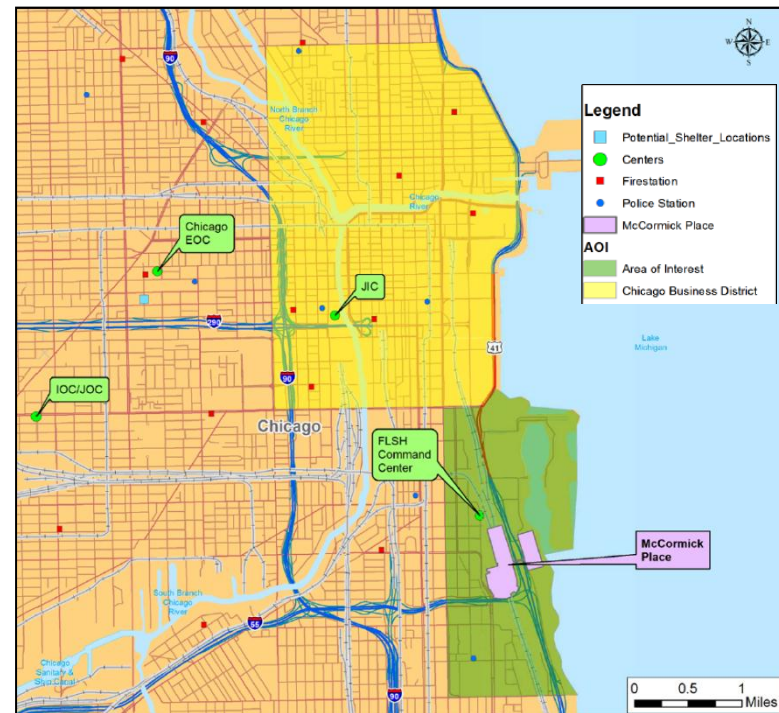 90
N
W
E
S
North Branch
Chicago
River
Legend
Potential_Shelter_Locations
Centers
Firestation
Police Station
McCormick Place
AOI
Area of Interest
Chicago Business District
Chicago
River
Chicago
EOC
JIC
290
41
Lake
Michigan
90
IOC/JOC
Chicago
FLSH
Command
Center
McCormick
Place
South Branch
Chicago
River
55
Chicago
Sanitary &
Ship Canal
90
0 0.5 1
Miles